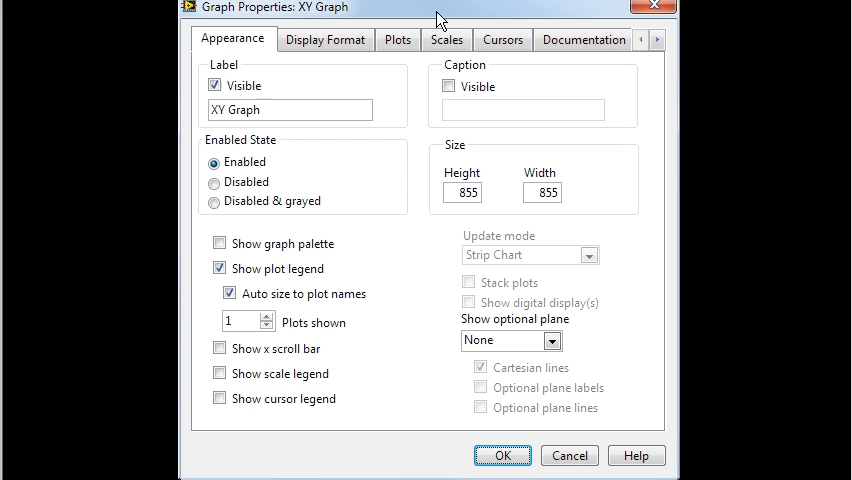 Graph Properties: XY Graph
Appearance
Display Format
Plots
Scales
Cursors
Documentation
Label
Visible
XY Graph
Caption
Visible
Enabled State
Enabled
Disabled
Disabled & grayed
Size
Height
Width
855
855
Show graph palette
Show plot legend
Auto size to plot names
1
Plots shown
Show x scroll bar
Show scale legend
Show cursor legend
Update mode
Strip Chart
Stack plots
Show digital display(s)
Show optional plane
None
Cartesian lines
Optional plane labels
Optional plane lines
OK
Cancel
Help